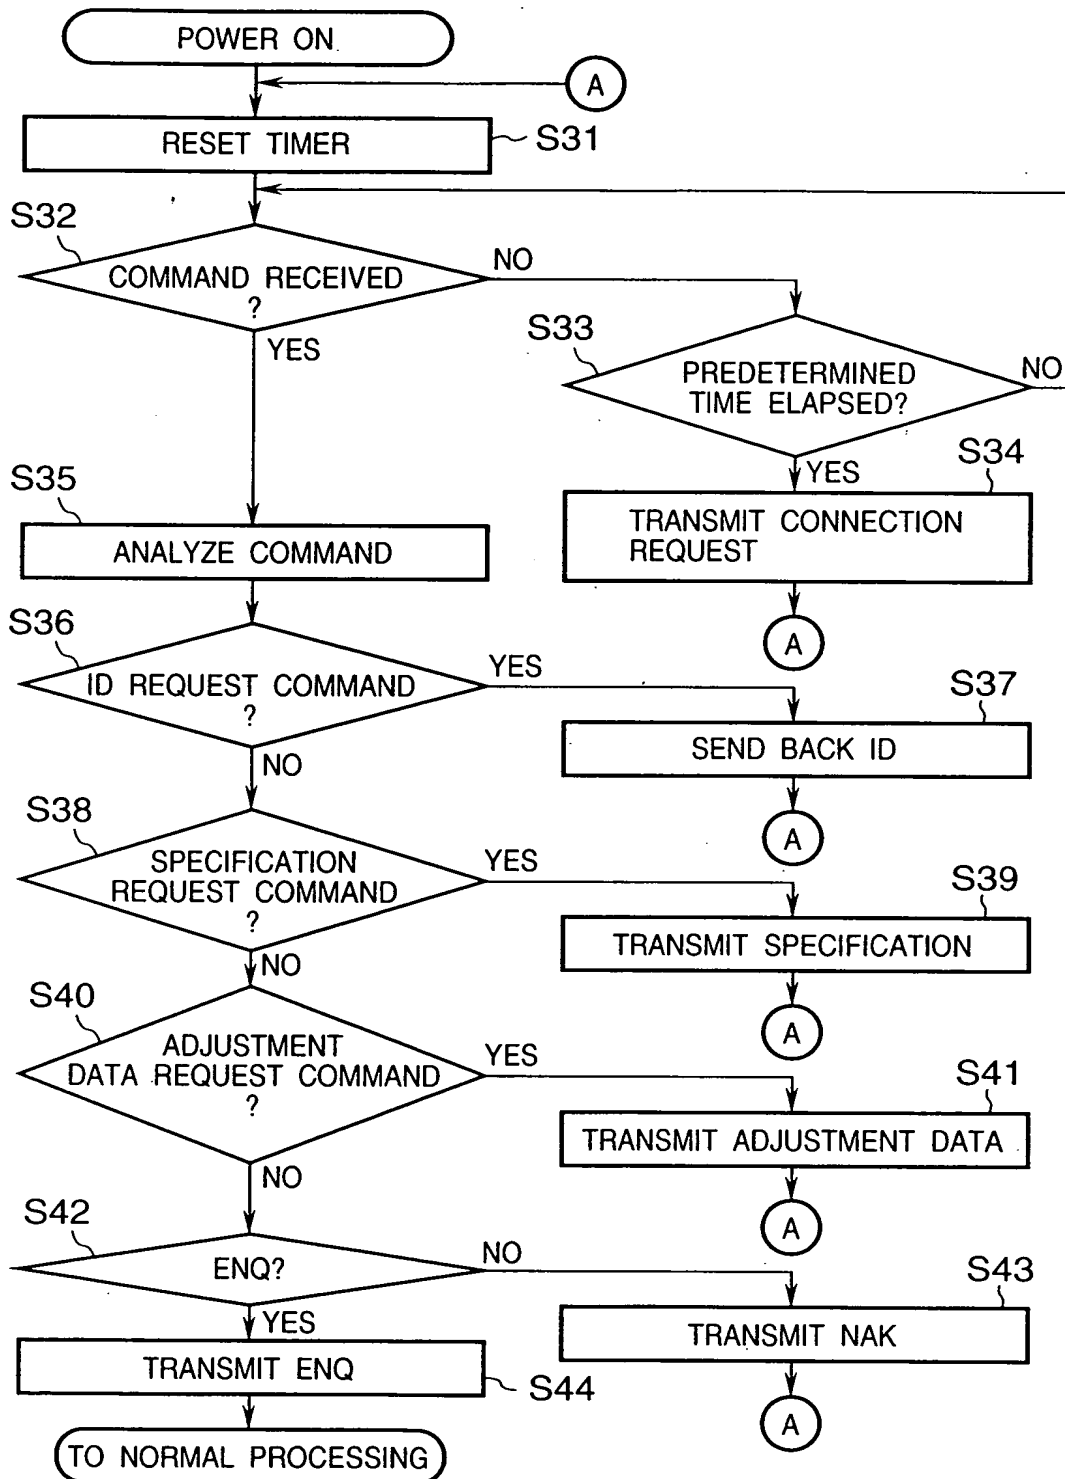 POWER ON
A
RESET TIMER
S31
S32
COMMAND RECEIVED
?
NO
YES
S33
PREDETERMINED
TIME ELAPSED?
NO
YES
S34
TRANSMIT CONNECTION
REQUEST
A
S35
ANALYZE COMMAND
S36
ID REQUEST COMMAND
?
YES
NO
S37
SEND BACK ID
A
S38
SPECIFICATION
REQUEST COMMAND
?
YES
NO
S39
TRANSMIT SPECIFICATION
A
S40
ADJUSTMENT
DATA REQUEST COMMAND
?
YES
NO
S41
TRANSMIT ADJUSTMENT DATA
A
S42
ENQ?
NO
YES
S43
TRANSMIT NAK
A
TRANSMIT ENQ
S44
TO NORMAL PROCESSING